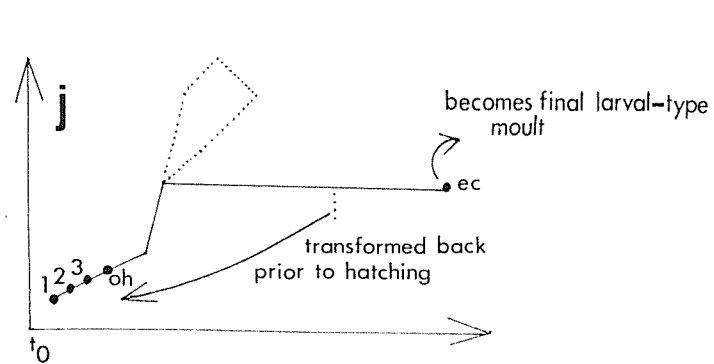 j
becomes final larval-type
moult
ec
transformed back
prior to hatching
1 2 3 oh
t0